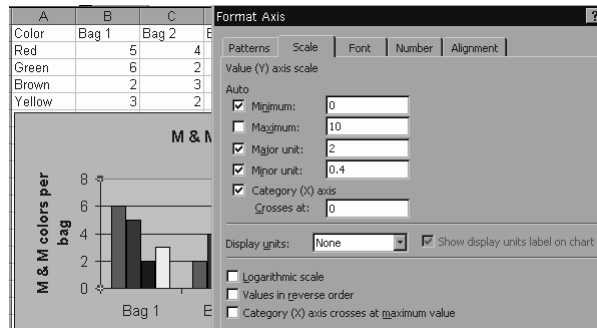 A B C
Color Bag 1 Bag 2
Red 5 4
Green 6 2
Brown 2 3
Yellow 3 2
M & M
M & M colors per
bag
8
6
4
2
0
Bag 1
Format Axis
Patterns Scale Font Number Alignment
Value (Y) axis scale
Auto
Minimum: 0
Maximum: 10
Major unit: 2
Minor unit: 0.4
Category (X) axis
Crosses at: 0
Display units: None Show display units label on chart
Logarithmic scale
Values in reverse order
Category (X) axis crosses at maximum value